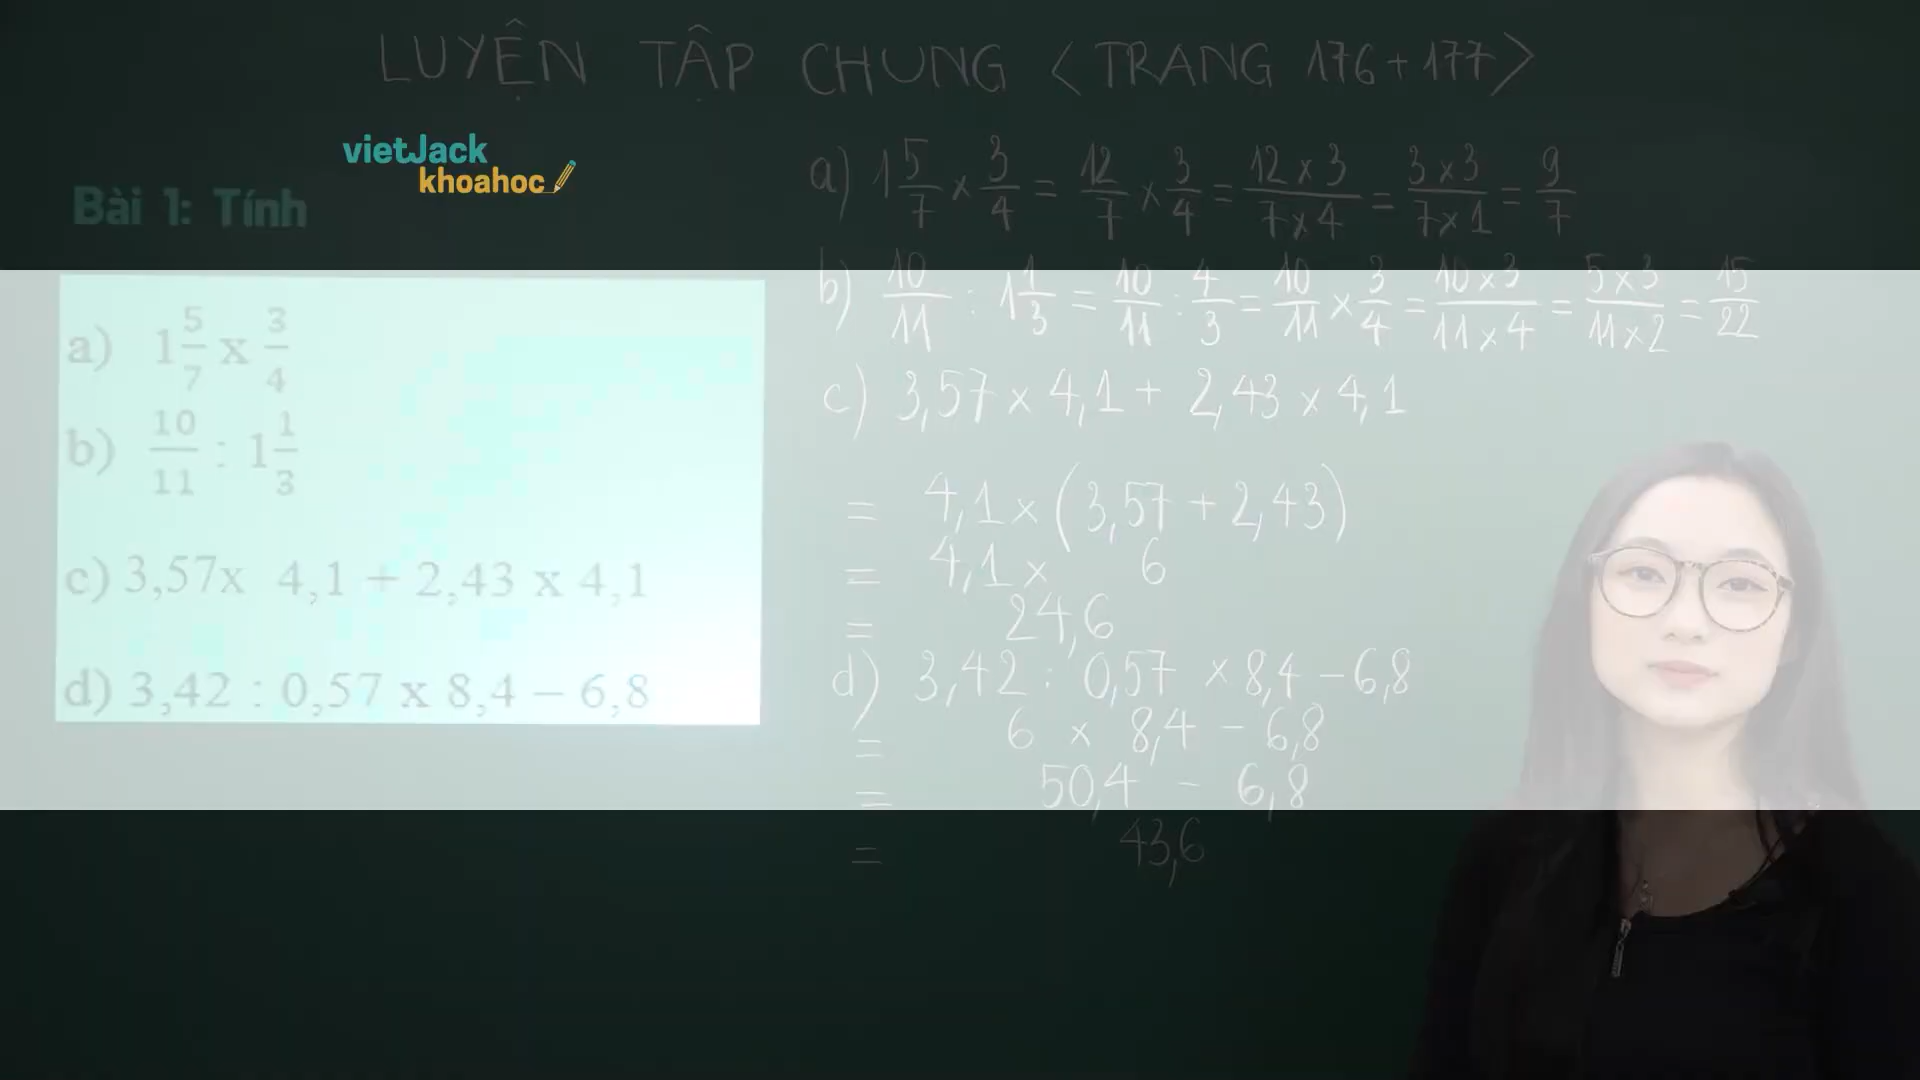 LUYỆN TẬP CHUNG <TRANG 176+177>
vietJack
khoahoc
Bài 1: Tính
a) 1 5/7 x 3/4
b) 10/11 : 1 1/3
c) 3,57x 4,1 + 2,43 x 4,1
d) 3,42 : 0,57 x 8,4 – 6,8
a) 1 5/7 x 3/4 = 12/7 x 3/4 = 12 x 3/7 x 4 = 3 x 3/7 x 1 = 9/7
b) 10/11 : 1 1/3 = 10/11 : 4/3 = 10/11 x 3/4 = 10 x 3/11 x 4 = 5 x 3/11 x 2 = 15/22
c) 3,57 x 4,1 + 2,43 x 4,1
= 4,1 x (3,57 + 2,43)
= 4,1 x 6
= 24,6
d) 3,42 : 0,57 x 8,4 – 6,8
= 6 x 8,4 – 6,8
= 50,4 – 6,8
= 43,6